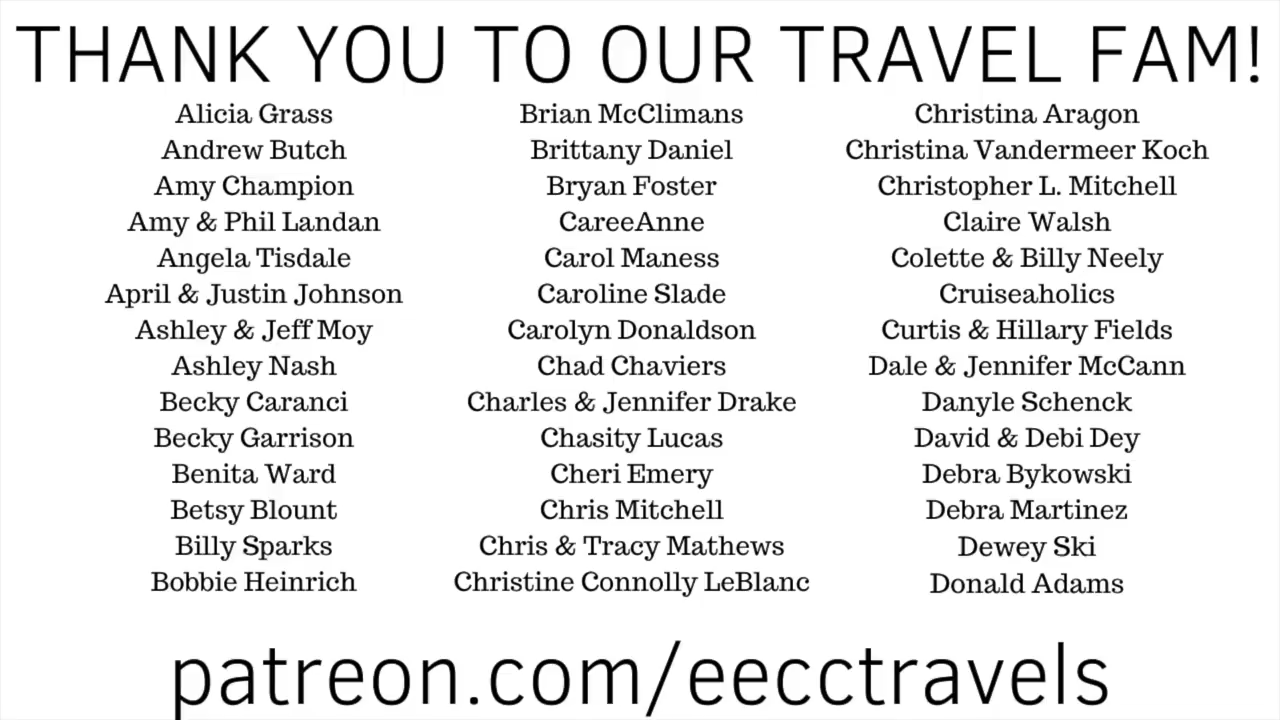 THANK YOU TO OUR TRAVEL FAM!
Alicia Grass
Andrew Butch
Amy Champion
Amy & Phil Landan
Angela Tisdale
April & Justin Johnson
Ashley & Jeff Moy
Ashley Nash
Becky Caranci
Becky Garrison
Benita Ward
Betsy Blount
Billy Sparks
Bobbie Heinrich
Brian McClimans
Brittany Daniel
Bryan Foster
CareeAnne
Carol Maness
Caroline Slade
Carolyn Donaldson
Chad Chaviers
Charles & Jennifer Drake
Chasity Lucas
Cheri Emery
Chris Mitchell
Chris & Tracy Mathews
Christine Connolly LeBlanc
Christina Aragon
Christina Vandermeer Koch
Christopher L. Mitchell
Claire Walsh
Colette & Billy Neely
Cruiseaholics
Curtis & Hillary Fields
Dale & Jennifer McCann
Danyle Schenck
David & Debi Dey
Debra Bykowski
Debra Martinez
Dewey Ski
Donald Adams
patreon.com/eecctravels